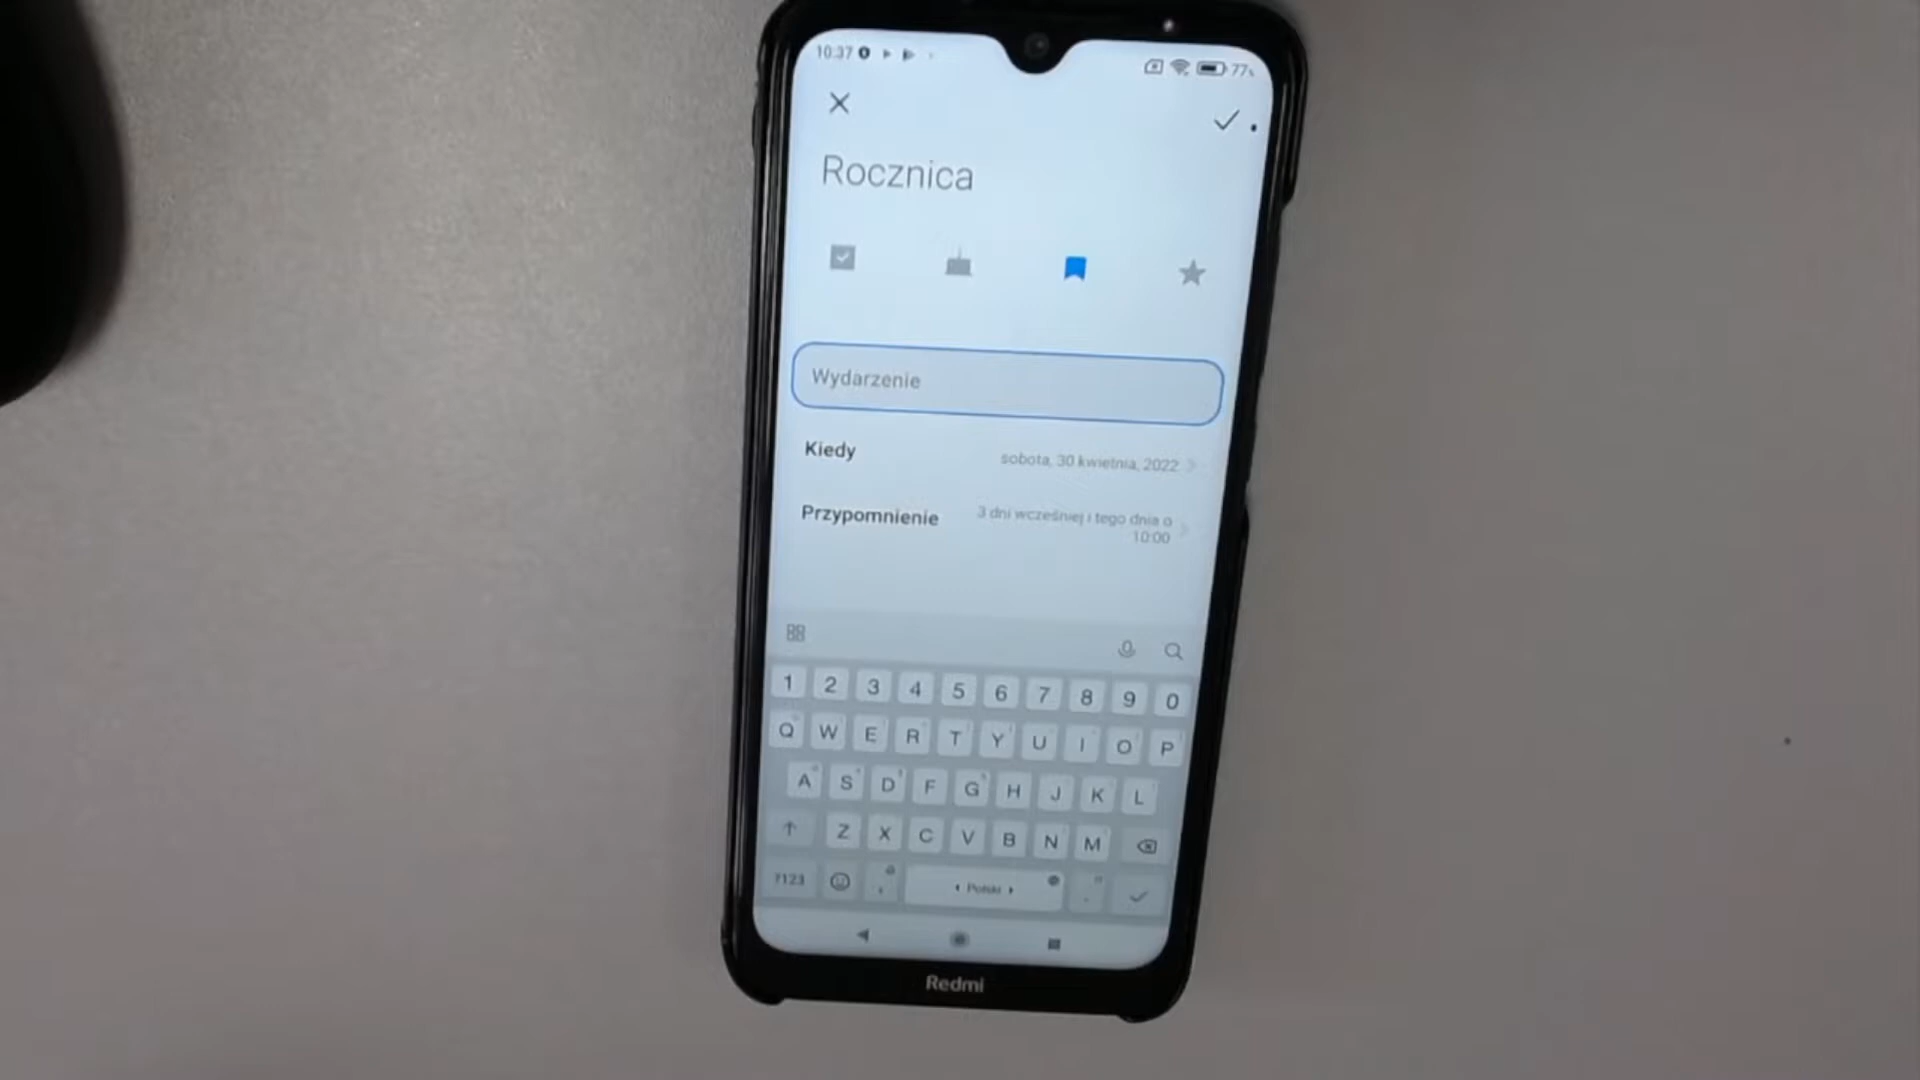 10:37
77%
Rocznica
Wydarzenie
Kiedy
sobota, 30 kwietnia, 2022
Przypomnienie
3 dni wcześniej i tego dnia o
10:00
1 2 3 4 5 6 7 8 9 0
Q W E R T Y U I O P
A S D F G H J K L
Z X C V B N M
?123 , Polski .
Redmi